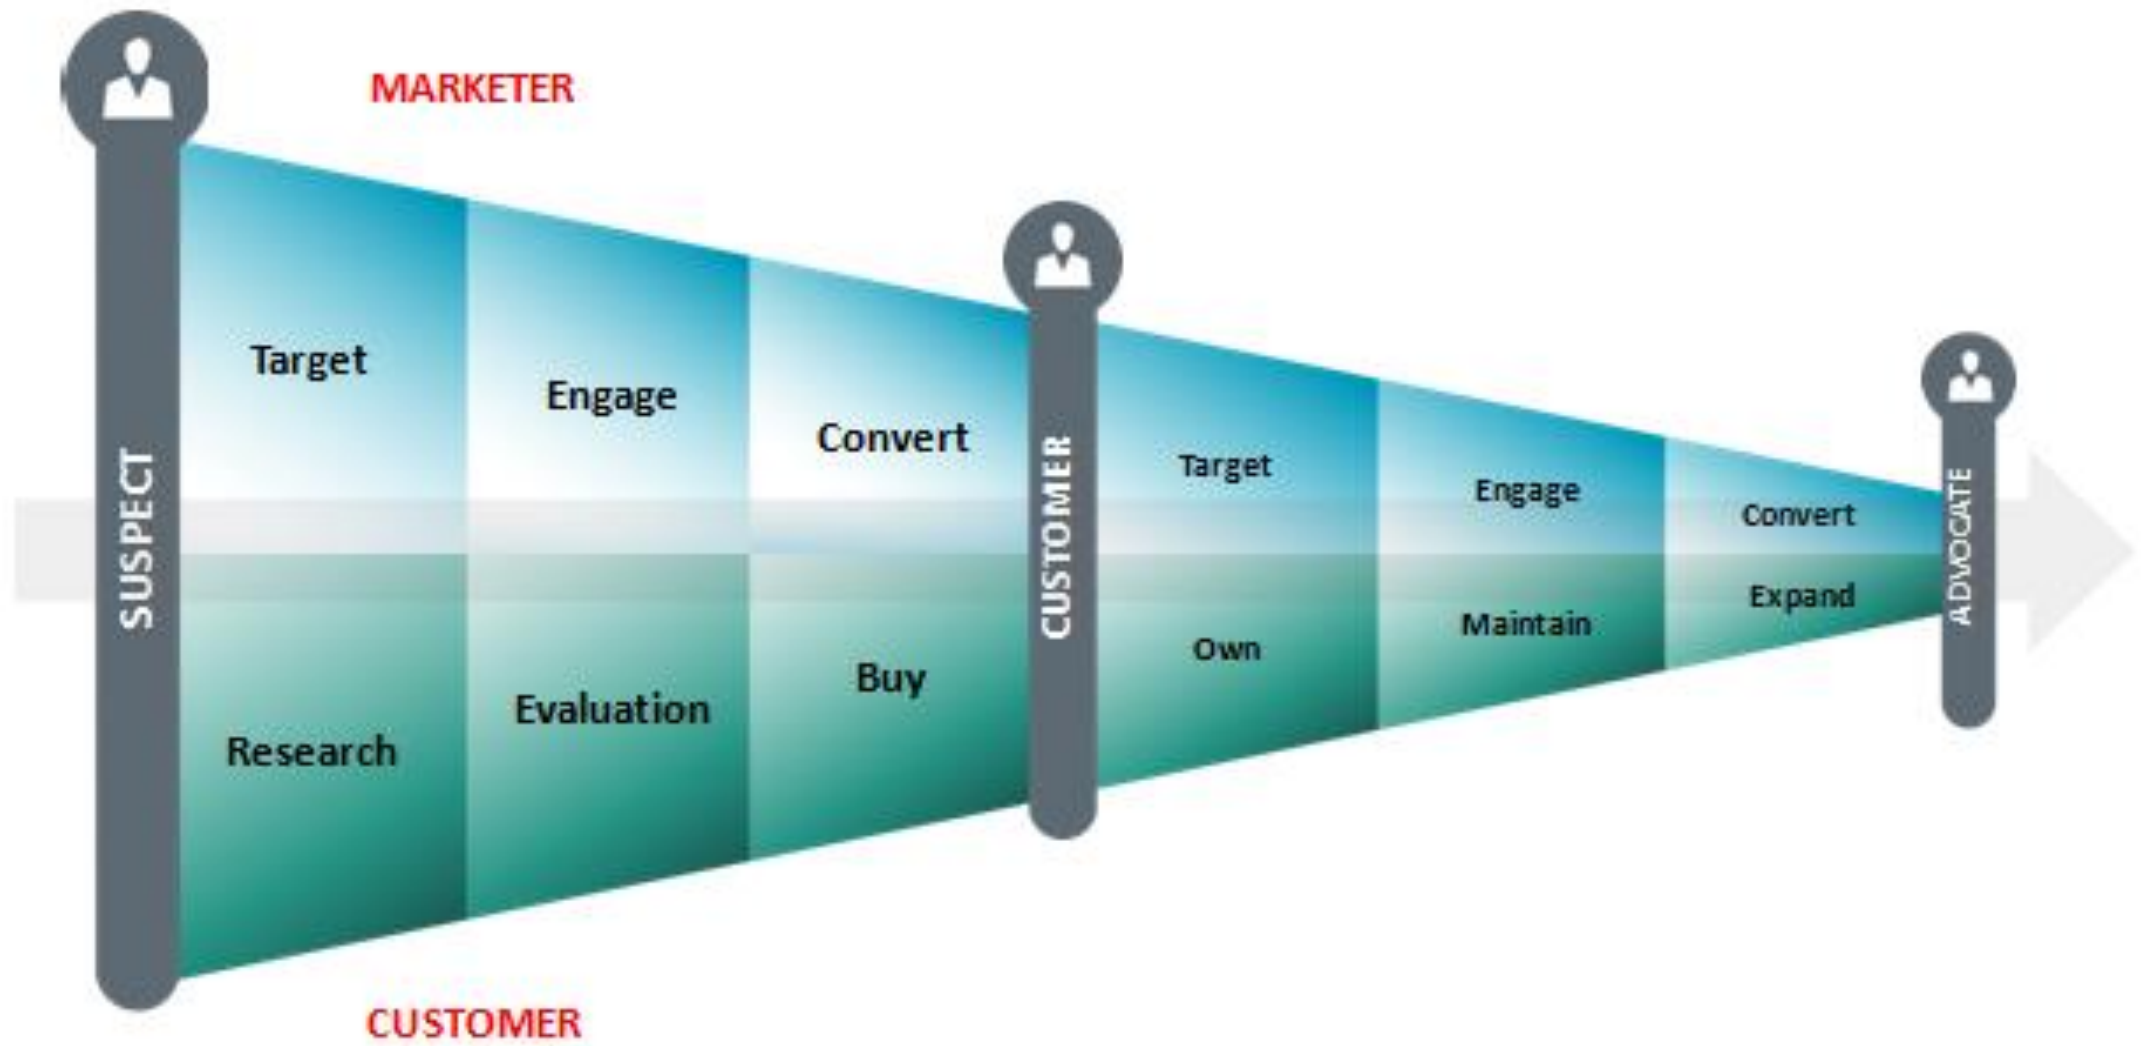 MARKETER
SUSPECT
Target
Engage
Convert
CUSTOMER
Target
Engage
Convert
ADVOCATE
Research
Evaluation
Buy
Own
Maintain
Expand
CUSTOMER